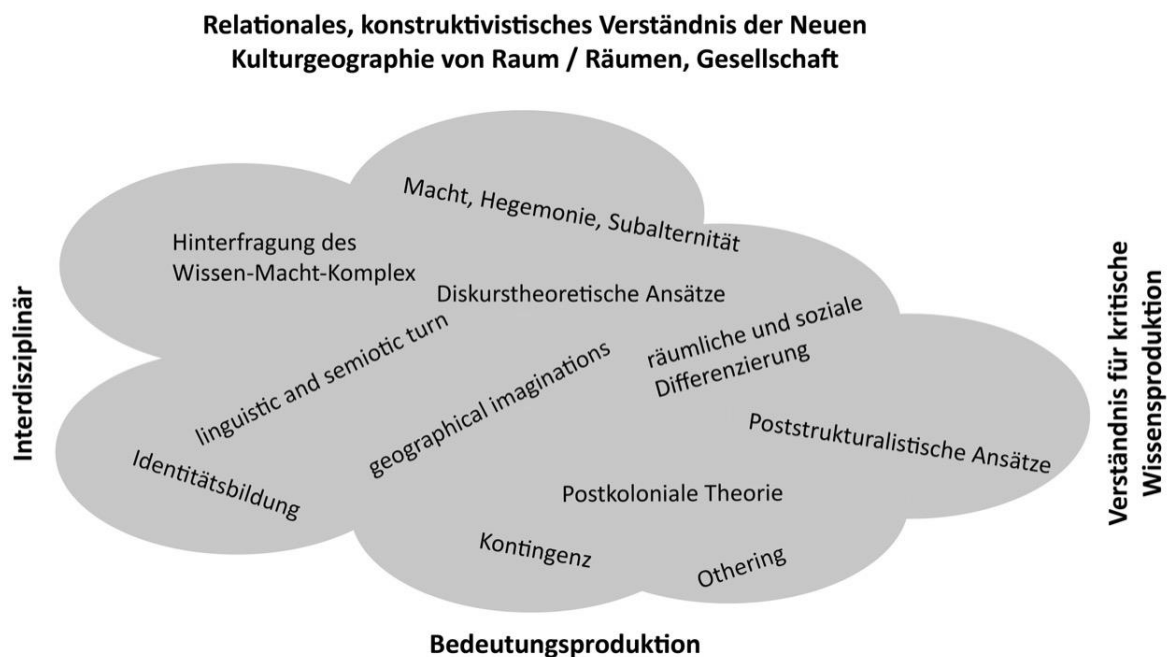 Relationales, konstruktivistisches Verständnis der Neuen
Kulturgeographie von Raum / Räumen, Gesellschaft
Macht, Hegemonie, Subalternität
Hinterfragung des
Wissen-Macht-Komplex
Diskurstheoretische Ansätze
linguistic and semiotic turn
geographical imaginations
räumliche und soziale
Differenzierung
Identitätsbildung
Poststrukturalistische Ansätze
Postkoloniale Theorie
Kontingenz
Othering
Interdisziplinär
Verständnis für kritische
Wissensproduktion
Bedeutungsproduktion